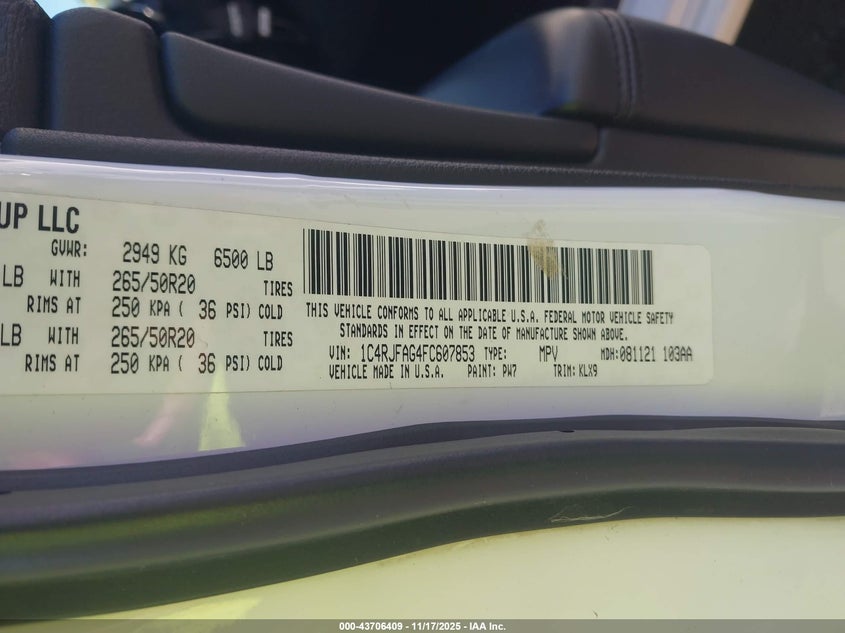 UP LLC
GVWR: 2949 KG 6500 LB
LB WITH 265/50R20 TIRES
RIMS AT 250 KPA ( 36 PSI) COLD
LB WITH 265/50R20 TIRES
RIMS AT 250 KPA ( 36 PSI) COLD
THIS VEHICLE CONFORMS TO ALL APPLICABLE U.S.A. FEDERAL MOTOR VEHICLE SAFETY
STANDARDS IN EFFECT ON THE DATE OF MANUFACTURE SHOWN ABOVE.
VIN: 1C4RJFAG4FC607853 TYPE: MPV MDH:081121 103AA
VEHICLE MADE IN U.S.A. PAINT: PW7 TRIM:KLX9
000-43706409 - 11/17/2025 - IAA Inc.